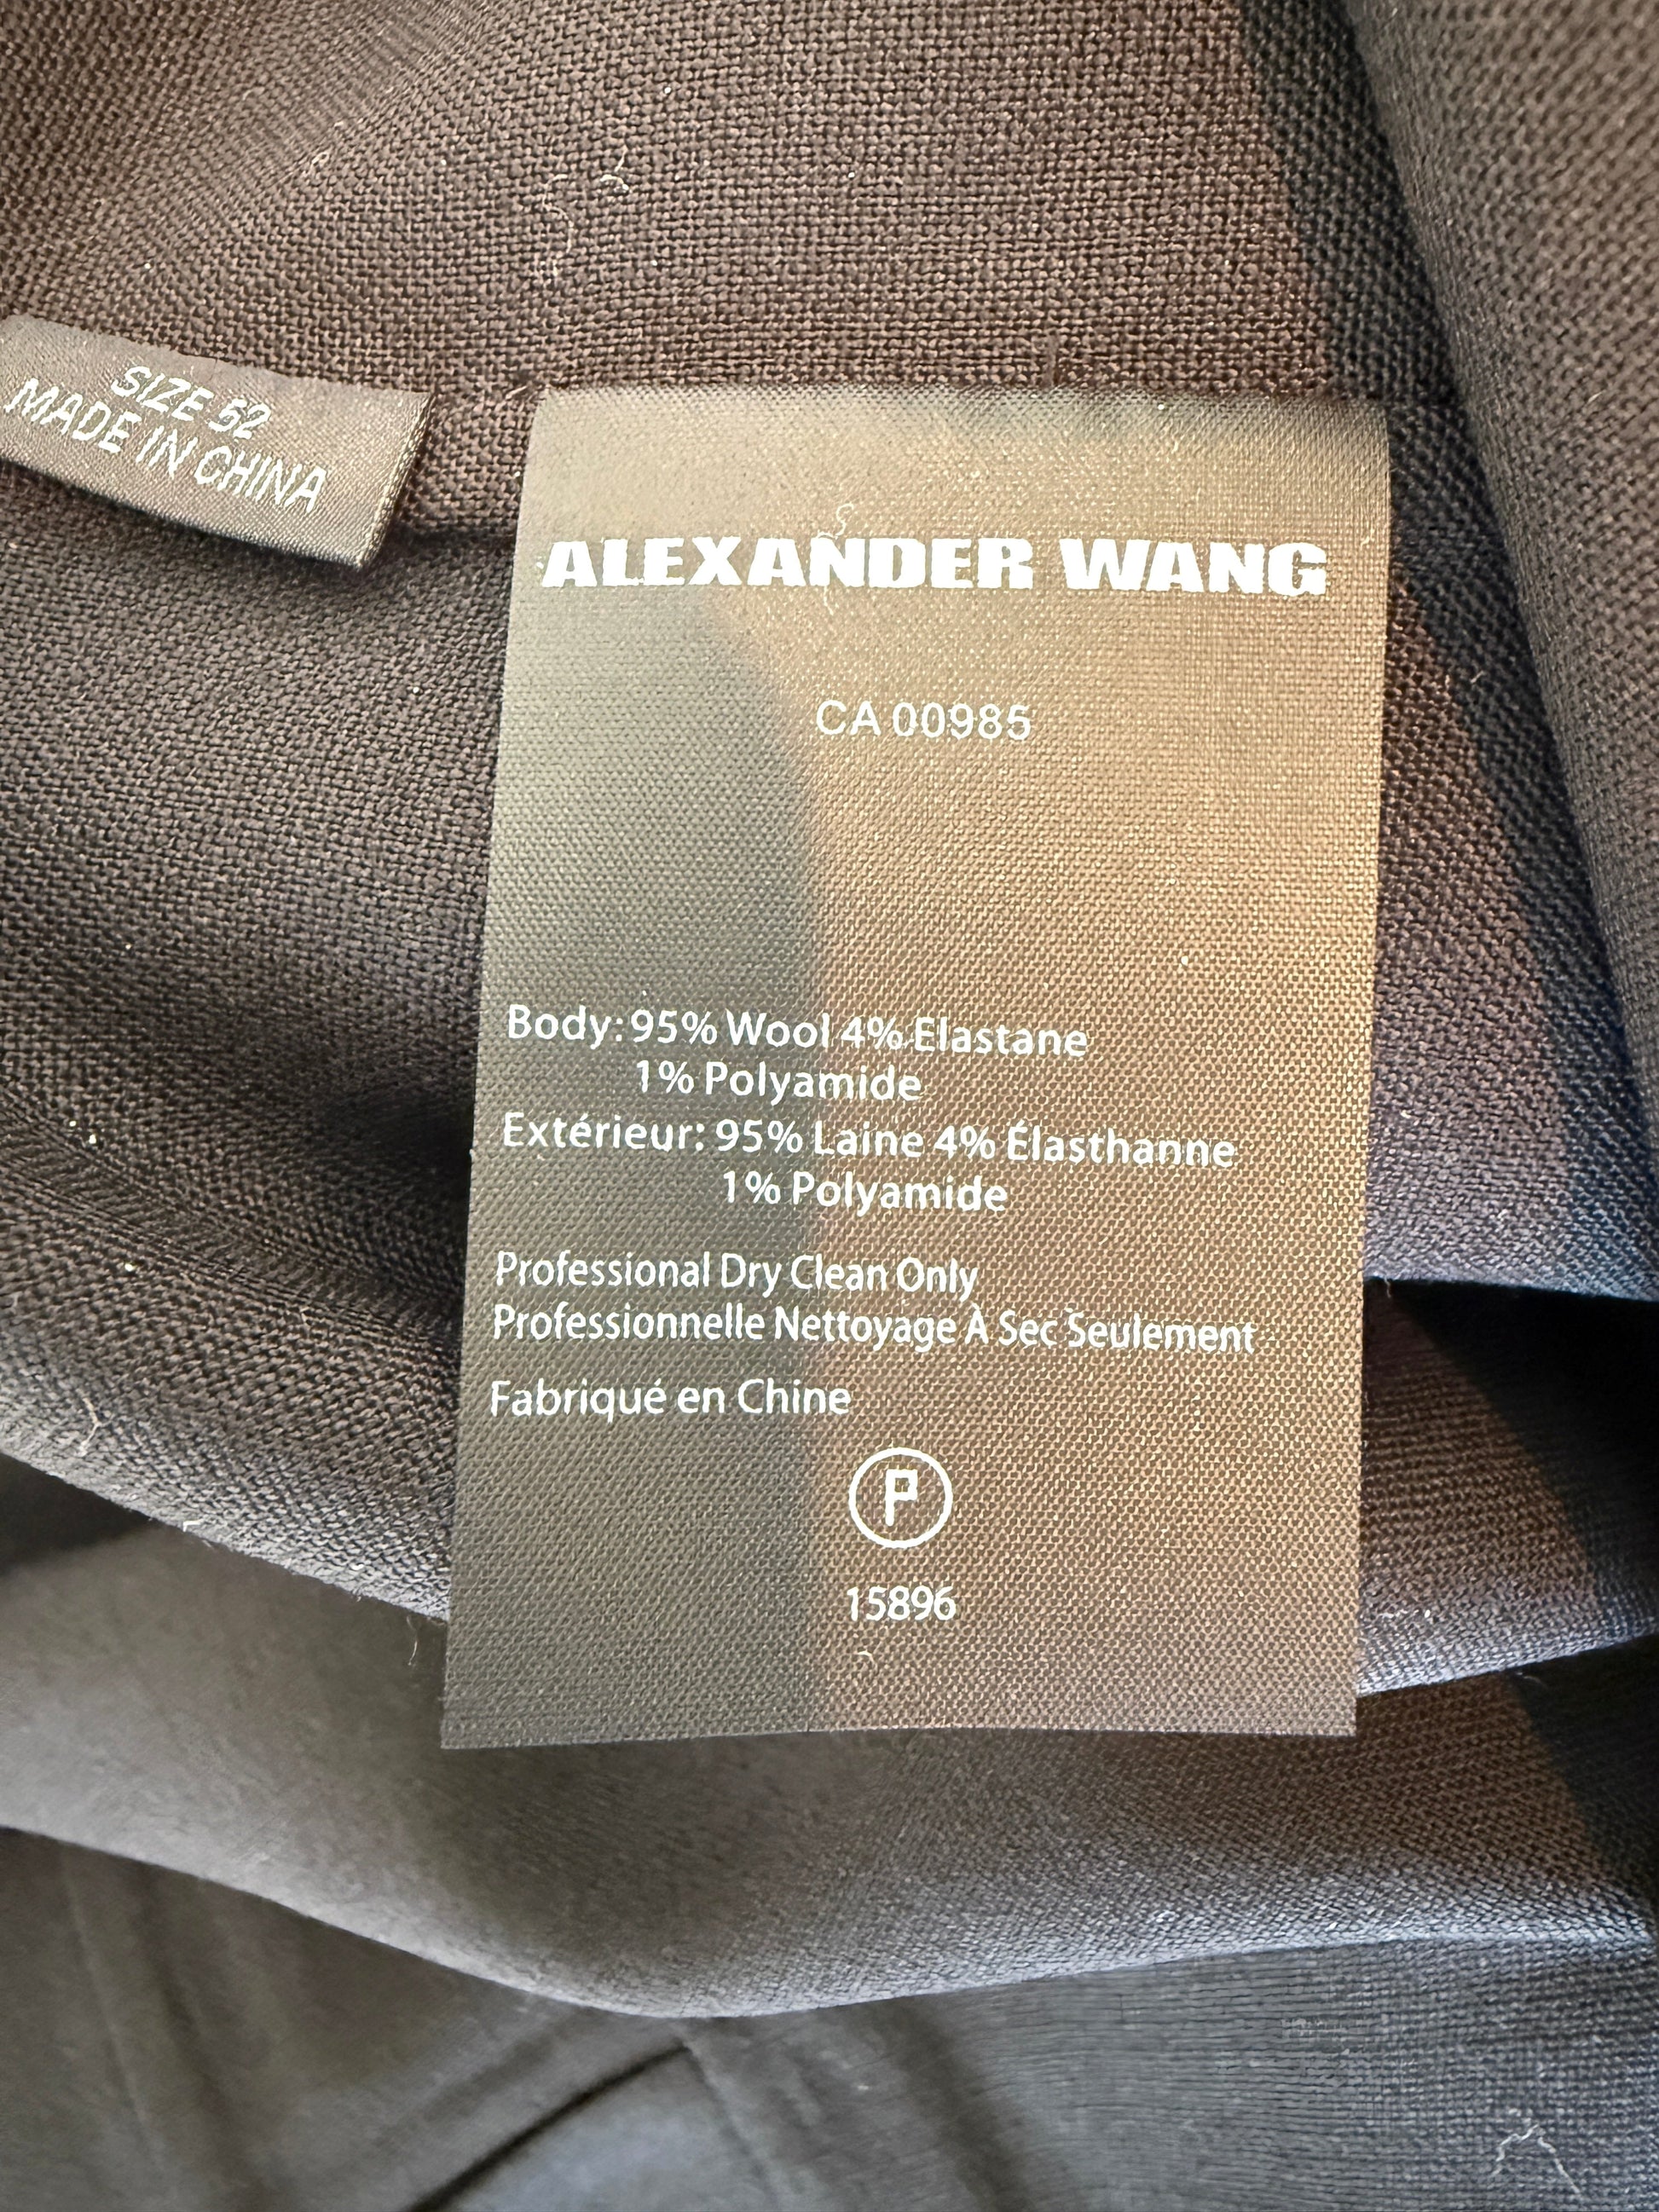 SIZE 52
MADE IN CHINA
ALEXANDER WANG
CA 00985
Body: 95% Wool 4% Elastane
1% Polyamide
Extérieur: 95% Laine 4% Élasthanne
1% Polyamide
Professional Dry Clean Only
Professionnelle Nettoyage À Sec Seulement
Fabriqué en Chine
P
15896